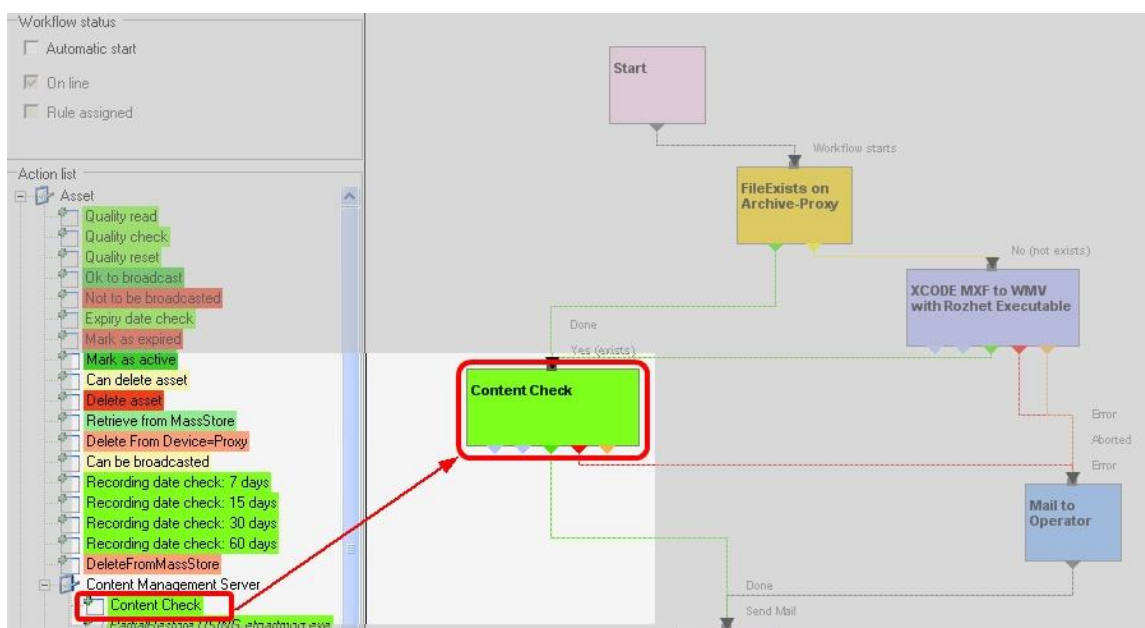 Workflow status
Automatic start
On line
Rule assigned
Action list
Asset
Quality read
Quality check
Quality reset
Ok to broadcast
Not to be broadcasted
Expiry date check
Mark as expired
Mark as active
Can delete asset
Delete asset
Retrieve from MassStore
Delete From Device=Proxy
Can be broadcasted
Recording date check: 7 days
Recording date check: 15 days
Recording date check: 30 days
Recording date check: 60 days
DeleteFromMassStore
Content Management Server
Content Check
Start
Workflow starts
FileExists on
Archive-Proxy
No (not exists)
XCODE MXF to WMV
with Rozhet Executable
Done
Yes (exists)
Content Check
Error
Aborted
Error
Mail to
Operator
Done
Send Mail